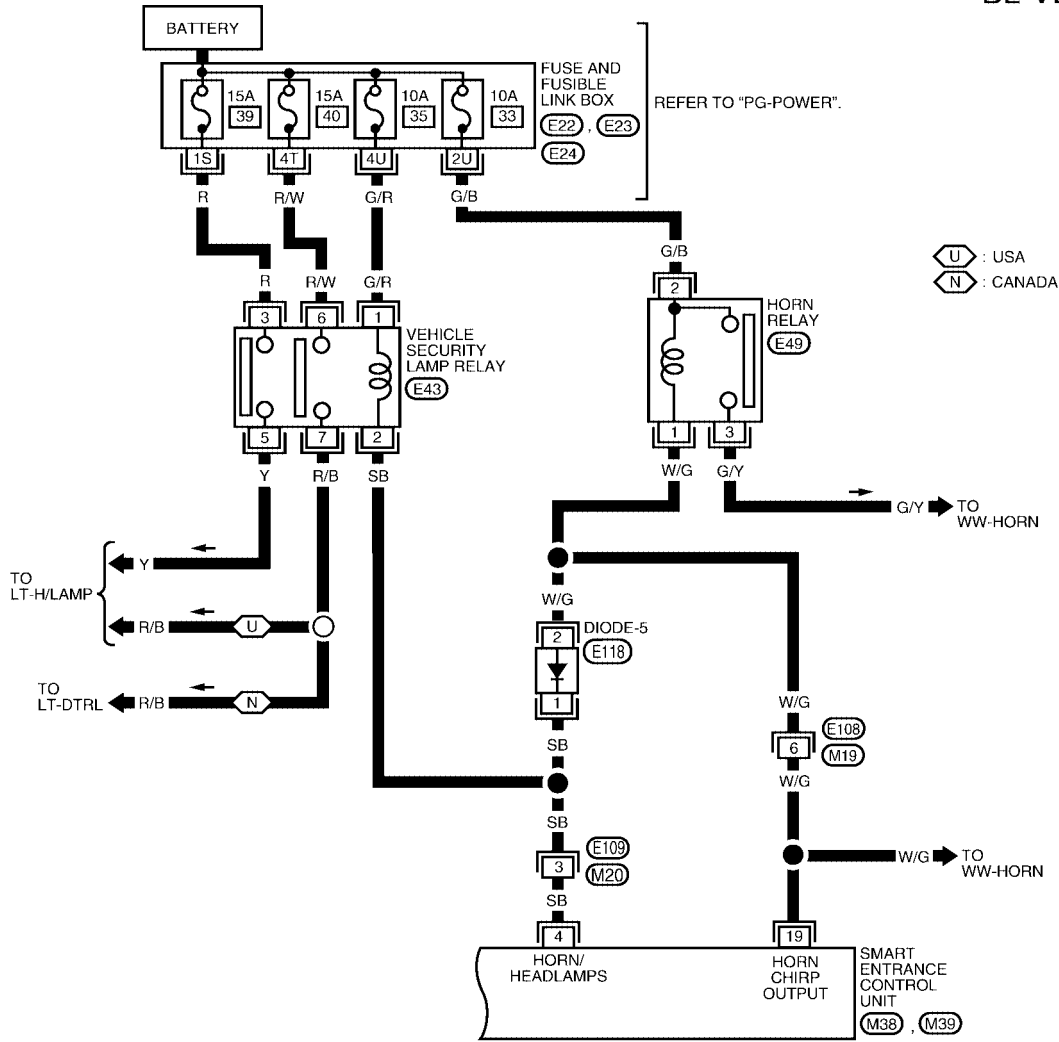 BATTERY
15A
39
15A
40
10A
35
10A
33
FUSE AND
FUSIBLE
LINK BOX
E22 , E23
E24
REFER TO "PG-POWER".
1S
4T
4U
2U
R
R/W
G/R
G/B
G/B
U : USA
N : CANADA
R
R/W
G/R
2
HORN
RELAY
E49
3
6
1
VEHICLE
SECURITY
LAMP RELAY
E43
5
7
2
1
3
Y
R/B
SB
W/G
G/Y
G/Y
TO
WW-HORN
TO
LT-H/LAMP
Y
R/B
U
W/G
2
DIODE-5
E118
1
TO
LT-DTRL
R/B
N
SB
W/G
6
E108
M19
W/G
SB
3
E109
M20
W/G
TO
WW-HORN
SB
4
19
HORN/
HEADLAMPS
HORN
CHIRP
OUTPUT
SMART
ENTRANCE
CONTROL
UNIT
M38 , M39